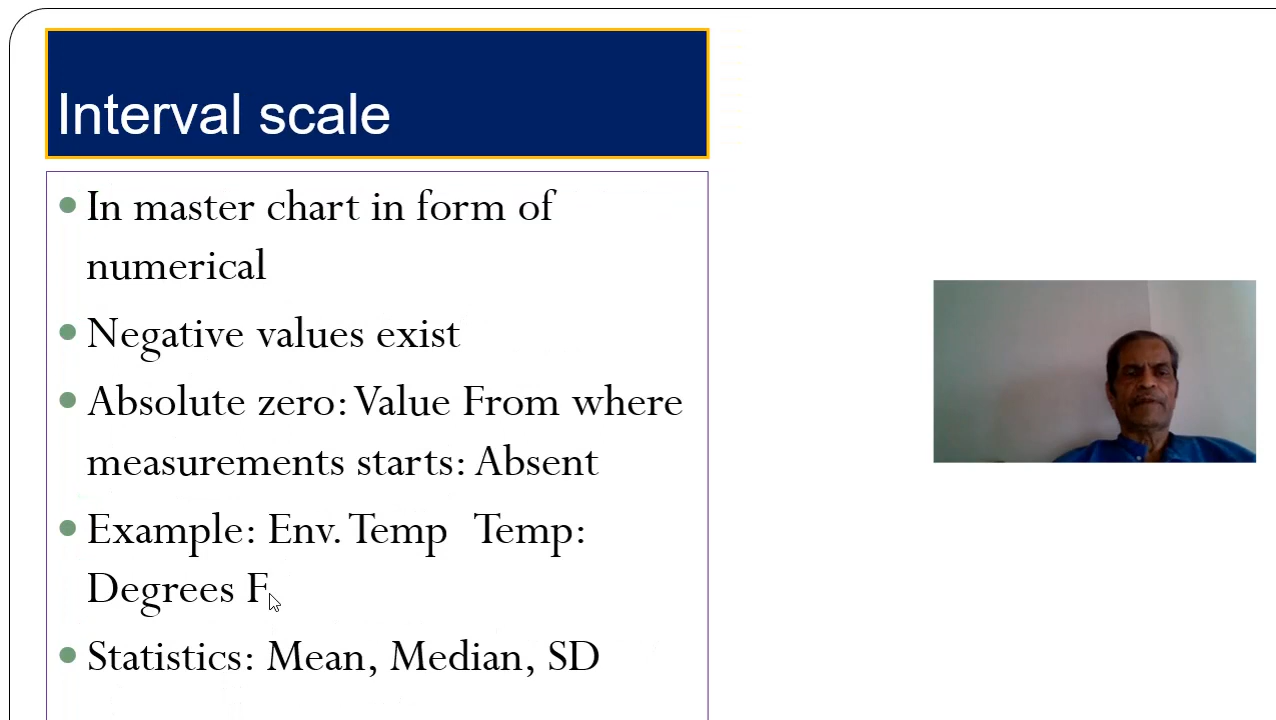 Interval scale
In master chart in form of
numerical
Negative values exist
Absolute zero: Value From where
measurements starts: Absent
Example: Env. Temp Temp:
Degrees F
Statistics: Mean, Median, SD